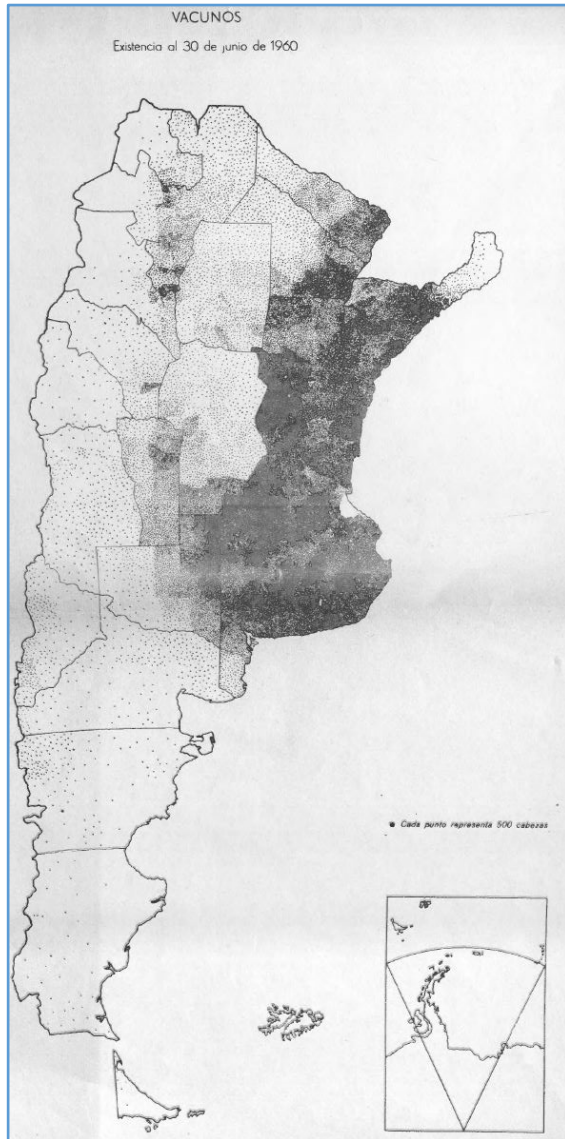 VACUNOS
Existencia al 30 de junio de 1960
Cada punto representa 500 cabezas